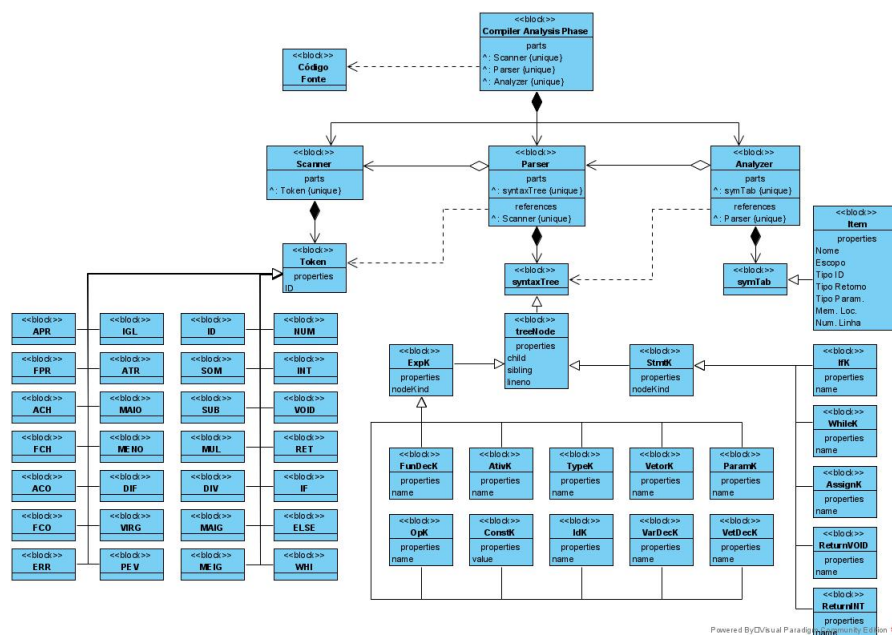 <<block>>
Compiler Analysis Phase
parts
^ : Scanner {unique}
^ : Parser {unique}
^ : Analyzer {unique}
<<block>>
Código
Fonte
<<block>>
Scanner
parts
^ : Token {unique}
<<block>>
Parser
parts
^ : syntaxTree {unique}
references
^ : Scanner {unique}
<<block>>
Analyzer
parts
^ : symTab {unique}
references
^ : Parser {unique}
<<block>>
Item
properties
Nome
Escopo
Tipo ID
Tipo Retorno
Tipo Param.
Mem. Loc.
Num. Linha
<<block>>
Token
properties
ID
<<block>>
syntaxTree
<<block>>
symTab
<<block>>
treeNode
properties
child
sibling
lineno
<<block>>
ExpK
properties
nodeKind
<<block>>
StmtK
properties
nodeKind
<<block>>
APR
<<block>>
IGL
<<block>>
ID
<<block>>
NUM
<<block>>
FPR
<<block>>
ATR
<<block>>
SOM
<<block>>
INT
<<block>>
ACH
<<block>>
MAIO
<<block>>
SUB
<<block>>
VOID
<<block>>
FCH
<<block>>
MENO
<<block>>
MUL
<<block>>
RET
<<block>>
ACO
<<block>>
DIF
<<block>>
DIV
<<block>>
IF
<<block>>
FCO
<<block>>
VIRG
<<block>>
MAIG
<<block>>
ELSE
<<block>>
ERR
<<block>>
PEV
<<block>>
MEIG
<<block>>
WHI
<<block>>
FunDecK
properties
name
<<block>>
AtivK
properties
name
<<block>>
TypeK
properties
name
<<block>>
VetorK
properties
name
<<block>>
ParamK
properties
name
<<block>>
OpK
properties
name
<<block>>
ConstK
properties
value
<<block>>
IdK
properties
name
<<block>>
VarDecK
properties
name
<<block>>
VetDecK
properties
name
<<block>>
IfK
properties
name
<<block>>
WhileK
properties
name
<<block>>
AssignK
properties
name
<<block>>
ReturnVOID
properties
name
<<block>>
ReturnINT
properties
name
Powered By Visual Paradigm Community Edition